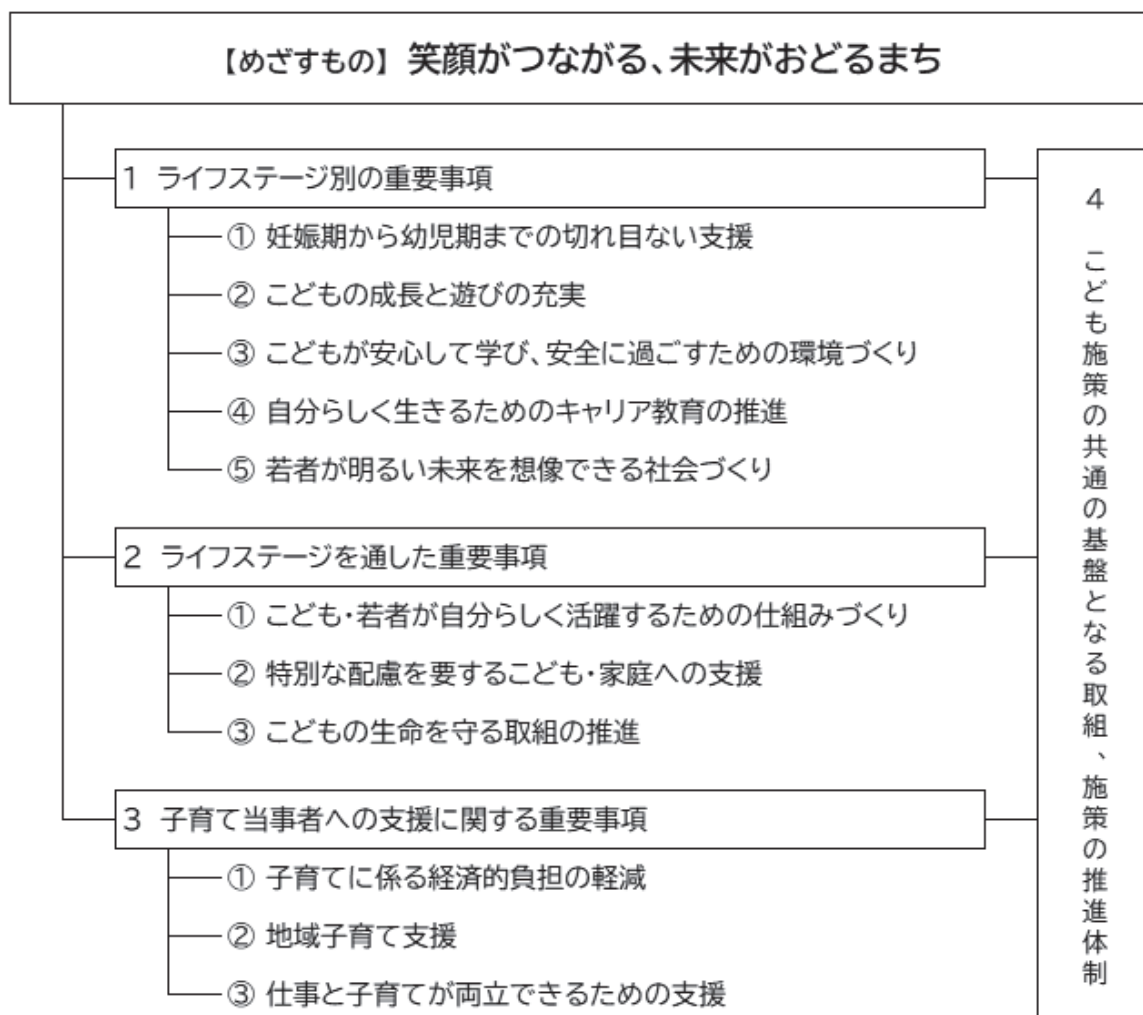 【めざすもの】 笑顔がつながる、未来がおどるまち
1 ライフステージ別の重要事項
① 妊娠期から幼児期までの切れ目ない支援
② こどもの成長と遊びの充実
③ こどもが安心して学び、安全に過ごすための環境づくり
④ 自分らしく生きるためのキャリア教育の推進
⑤ 若者が明るい未来を想像できる社会づくり
2 ライフステージを通した重要事項
① こども・若者が自分らしく活躍するための仕組みづくり
② 特別な配慮を要するこども・家庭への支援
③ こどもの生命を守る取組の推進
3 子育て当事者への支援に関する重要事項
① 子育てに係る経済的負担の軽減
② 地域子育て支援
③ 仕事と子育てが両立できるための支援
4 こども施策の共通の基盤となる取組、施策の推進体制